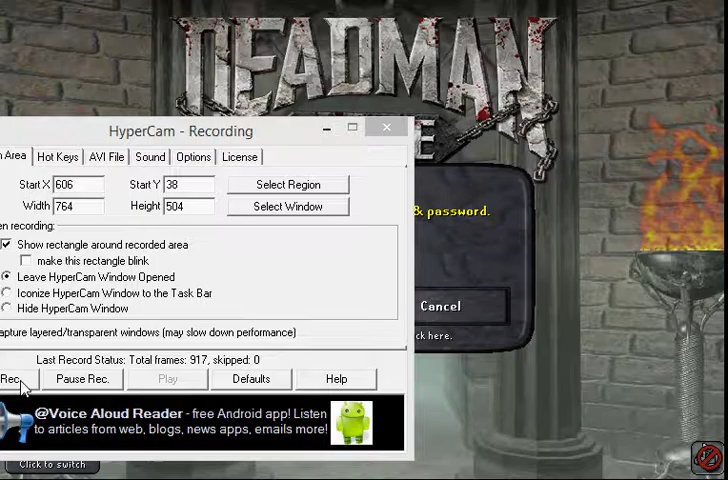 DEADMAN
HyperCam - Recording
Area
Hot Keys
AVI File
Sound
Options
License
Start X 606
Start Y 38
Select Region
Width 764
Height 504
Select Window
& password.
en recording:
Show rectangle around recorded area
make this rectangle blink
Leave HyperCam Window Opened
Iconize HyperCam Window to the Task Bar
Hide HyperCam Window
Cancel
apture layered/transparent windows (may slow down performance)
ck here.
Last Record Status: Total frames: 917, skipped: 0
Rec.
Pause Rec.
Play
Defaults
Help
@Voice Aloud Reader - free Android app! Listen
to articles from web, blogs, news apps, emails more!
Click to switch